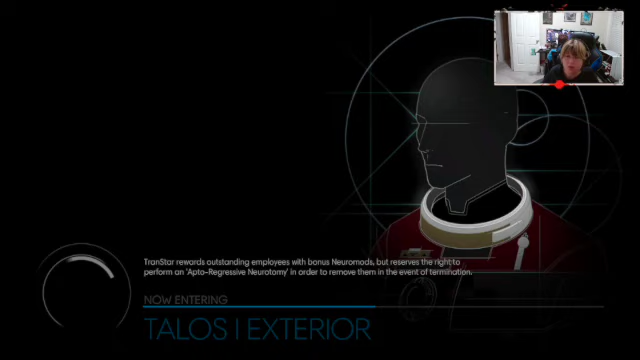 TranStar rewards outstanding employees with bonus Neuromods, but reserves the right to
perform an 'Apto-Regressive Neurotomy' in order to remove them in the event of termination.
NOW ENTERING
TALOS I EXTERIOR